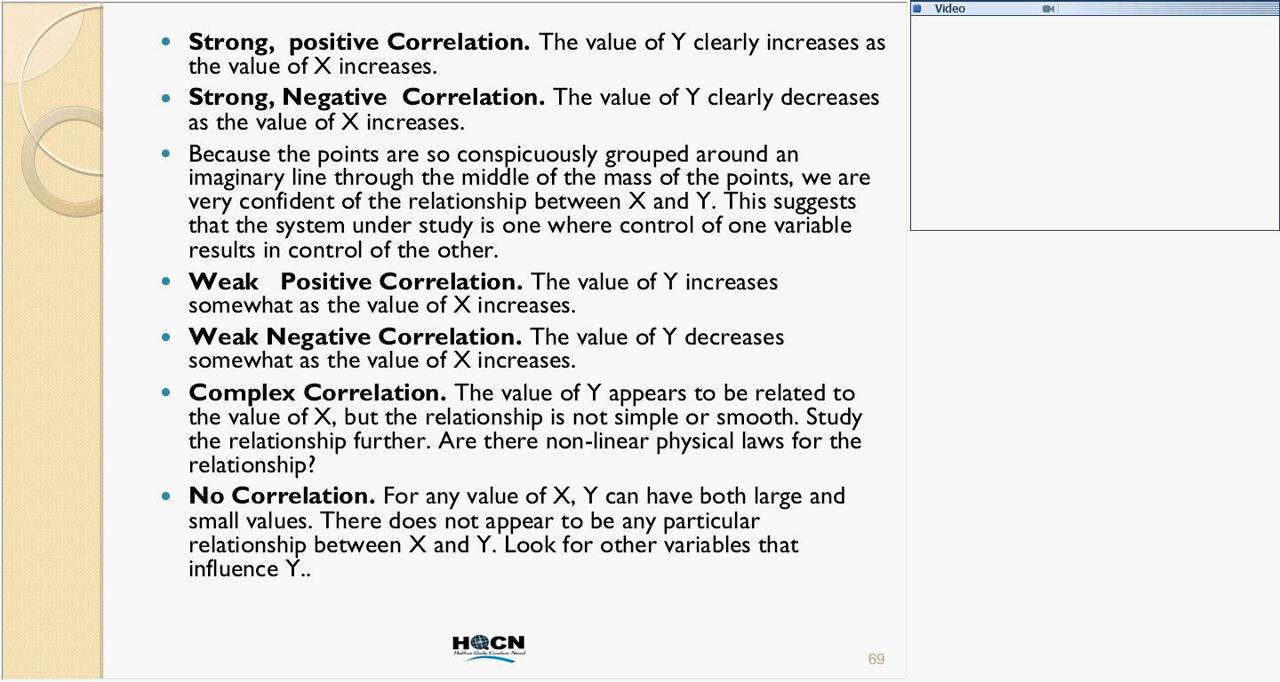 Strong,  positive Correlation. The value of Y clearly increases as
the value of X increases.
Strong, Negative  Correlation. The value of Y clearly decreases
as the value of X increases.
Because the points are so conspicuously grouped around an
imaginary line through the middle of the mass of the points, we are
very confident of the relationship between X and Y. This suggests
that the system under study is one where control of one variable
results in control of the other.
Weak   Positive Correlation. The value of Y increases
somewhat as the value of X increases.
Weak Negative Correlation. The value of Y decreases
somewhat as the value of X increases.
Complex Correlation. The value of Y appears to be related to
the value of X, but the relationship is not simple or smooth. Study
the relationship further. Are there non-linear physical laws for the
relationship?
No Correlation. For any value of X, Y can have both large and
small values. There does not appear to be any particular
relationship between X and Y. Look for other variables that
influence Y..
HQCN
69
Video